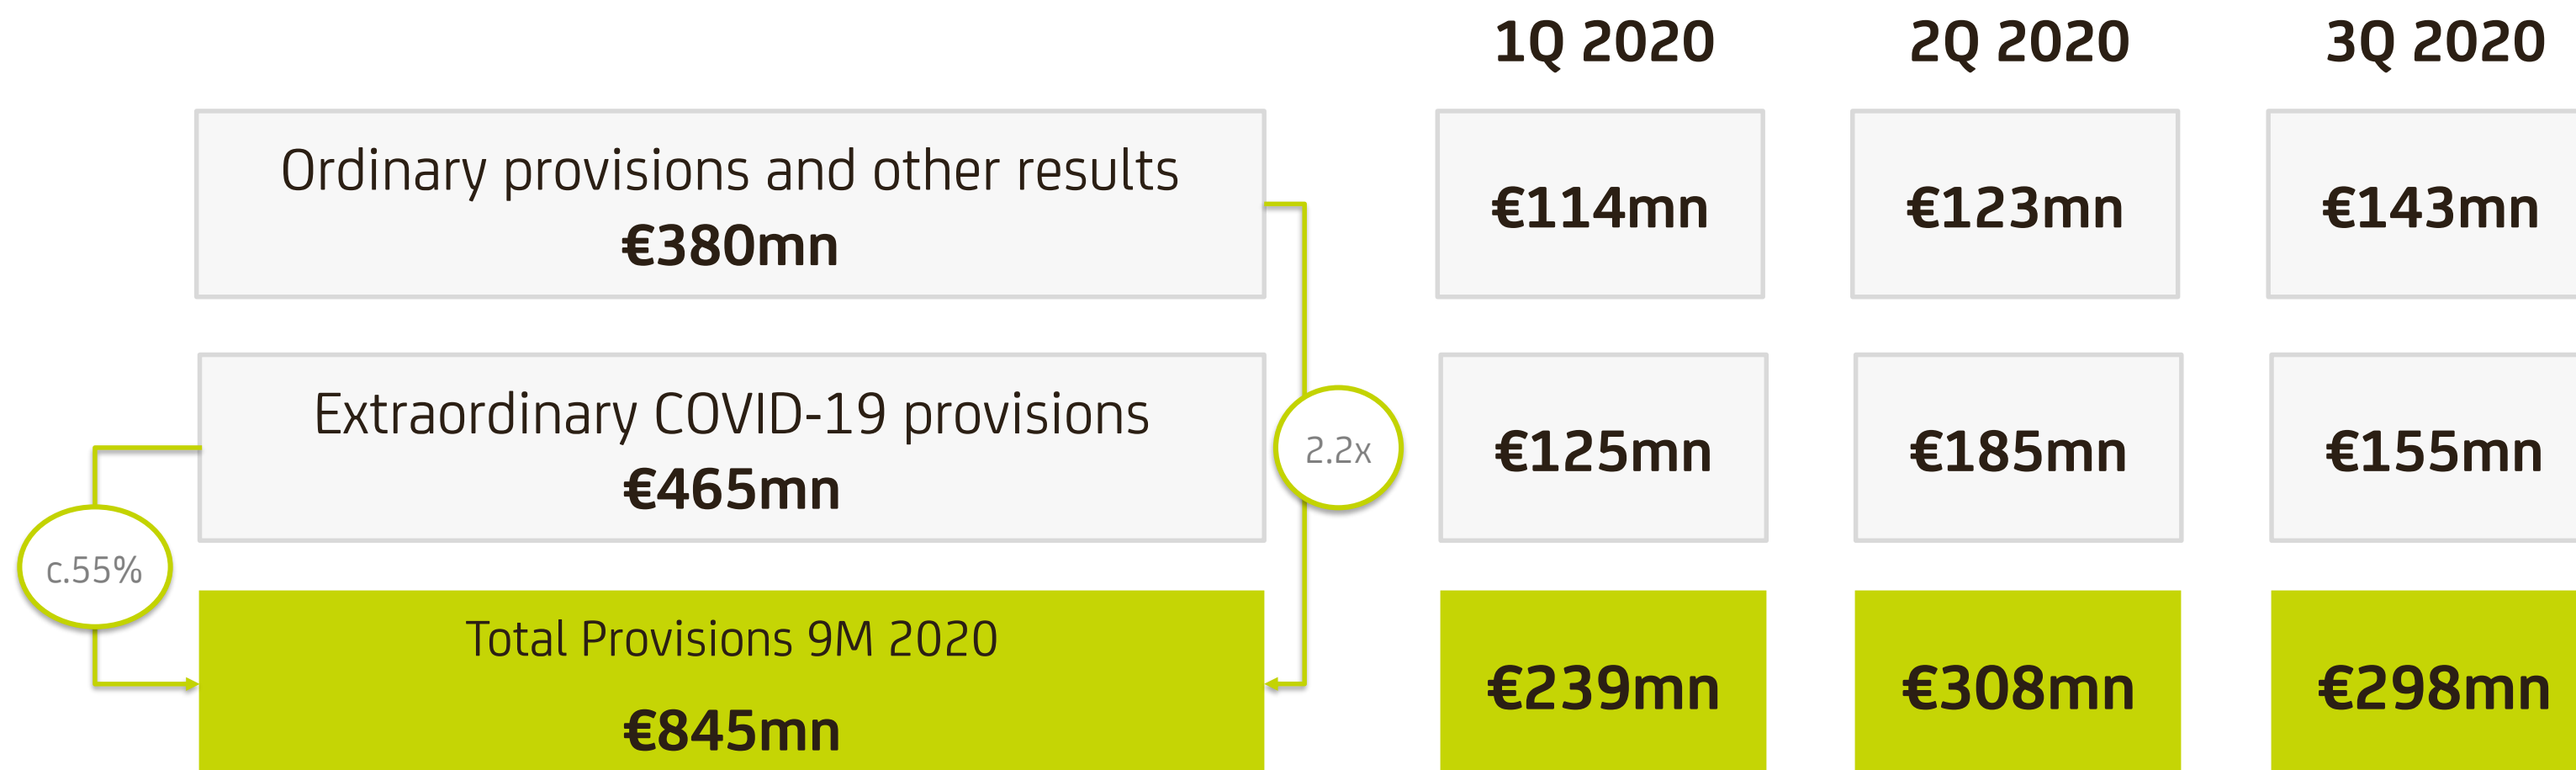 1Q 2020 2Q 2020 3Q 2020
Ordinary provisions and other results
€380mn
€114mn €123mn €143mn
Extraordinary COVID-19 provisions
€465mn
2.2x
€125mn €185mn €155mn
c.55%
Total Provisions 9M 2020
€845mn
€239mn €308mn €298mn